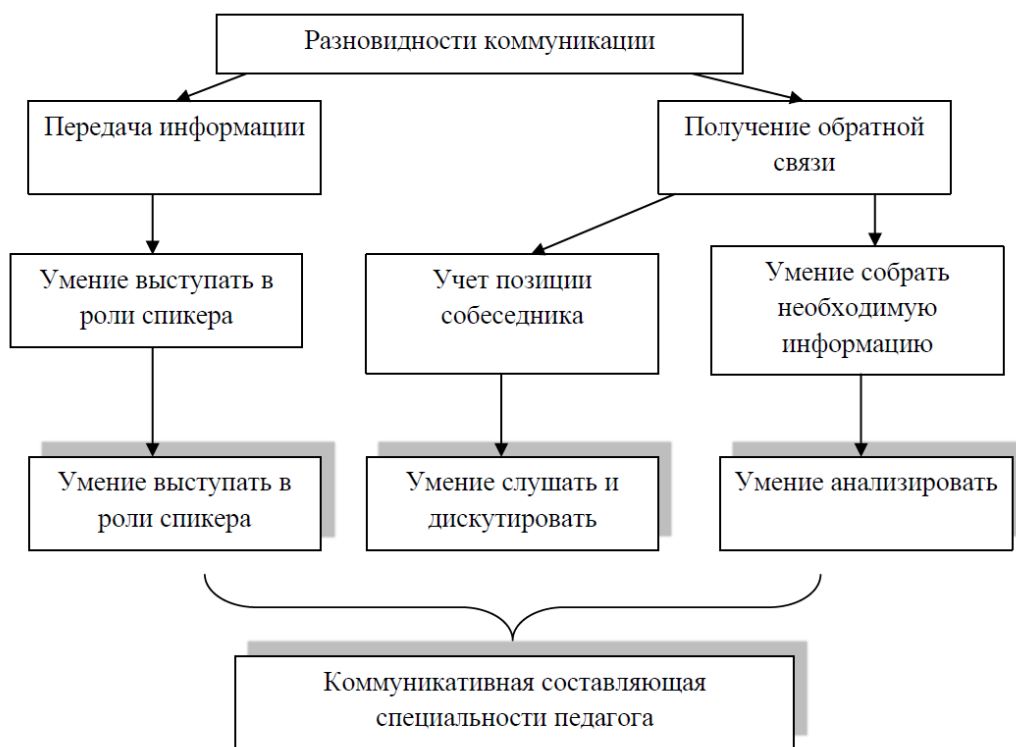 Разновидности коммуникации
Передача информации
Получение обратной
связи
Умение выступать в
роли спикера
Учет позиции
собеседника
Умение собрать
необходимую
информацию
Умение выступать в
роли спикера
Умение слушать и
дискутировать
Умение анализировать
Коммуникативная составляющая
специальности педагога